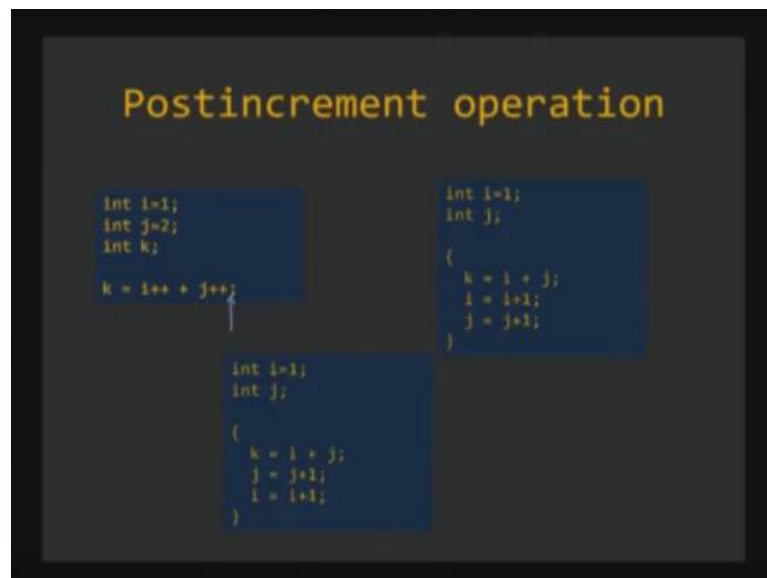 Postincrement operation
int i=1;
int j=2;
int k;
k = i++ + j++;
int i=1;
int j;
{
k = i + j;
i = i+1;
j = j+1;
}
int i=1;
int j;
{
k = i + j;
j = j+1;
i = i+1;
}